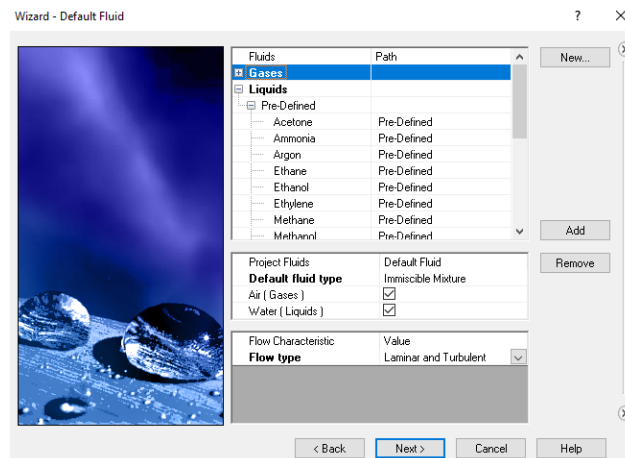 Wizard - Default Fluid
Fluids Path
New...
Gases
Liquids
Pre-Defined
Acetone Pre-Defined
Ammonia Pre-Defined
Argon Pre-Defined
Ethane Pre-Defined
Ethanol Pre-Defined
Ethylene Pre-Defined
Methane Pre-Defined
Methanol Pre-Defined
Add
Project Fluids Default Fluid
Remove
Default fluid type Immiscible Mixture
Air ( Gases )
Water ( Liquids )
Flow Characteristic Value
Flow type Laminar and Turbulent
< Back Next > Cancel Help